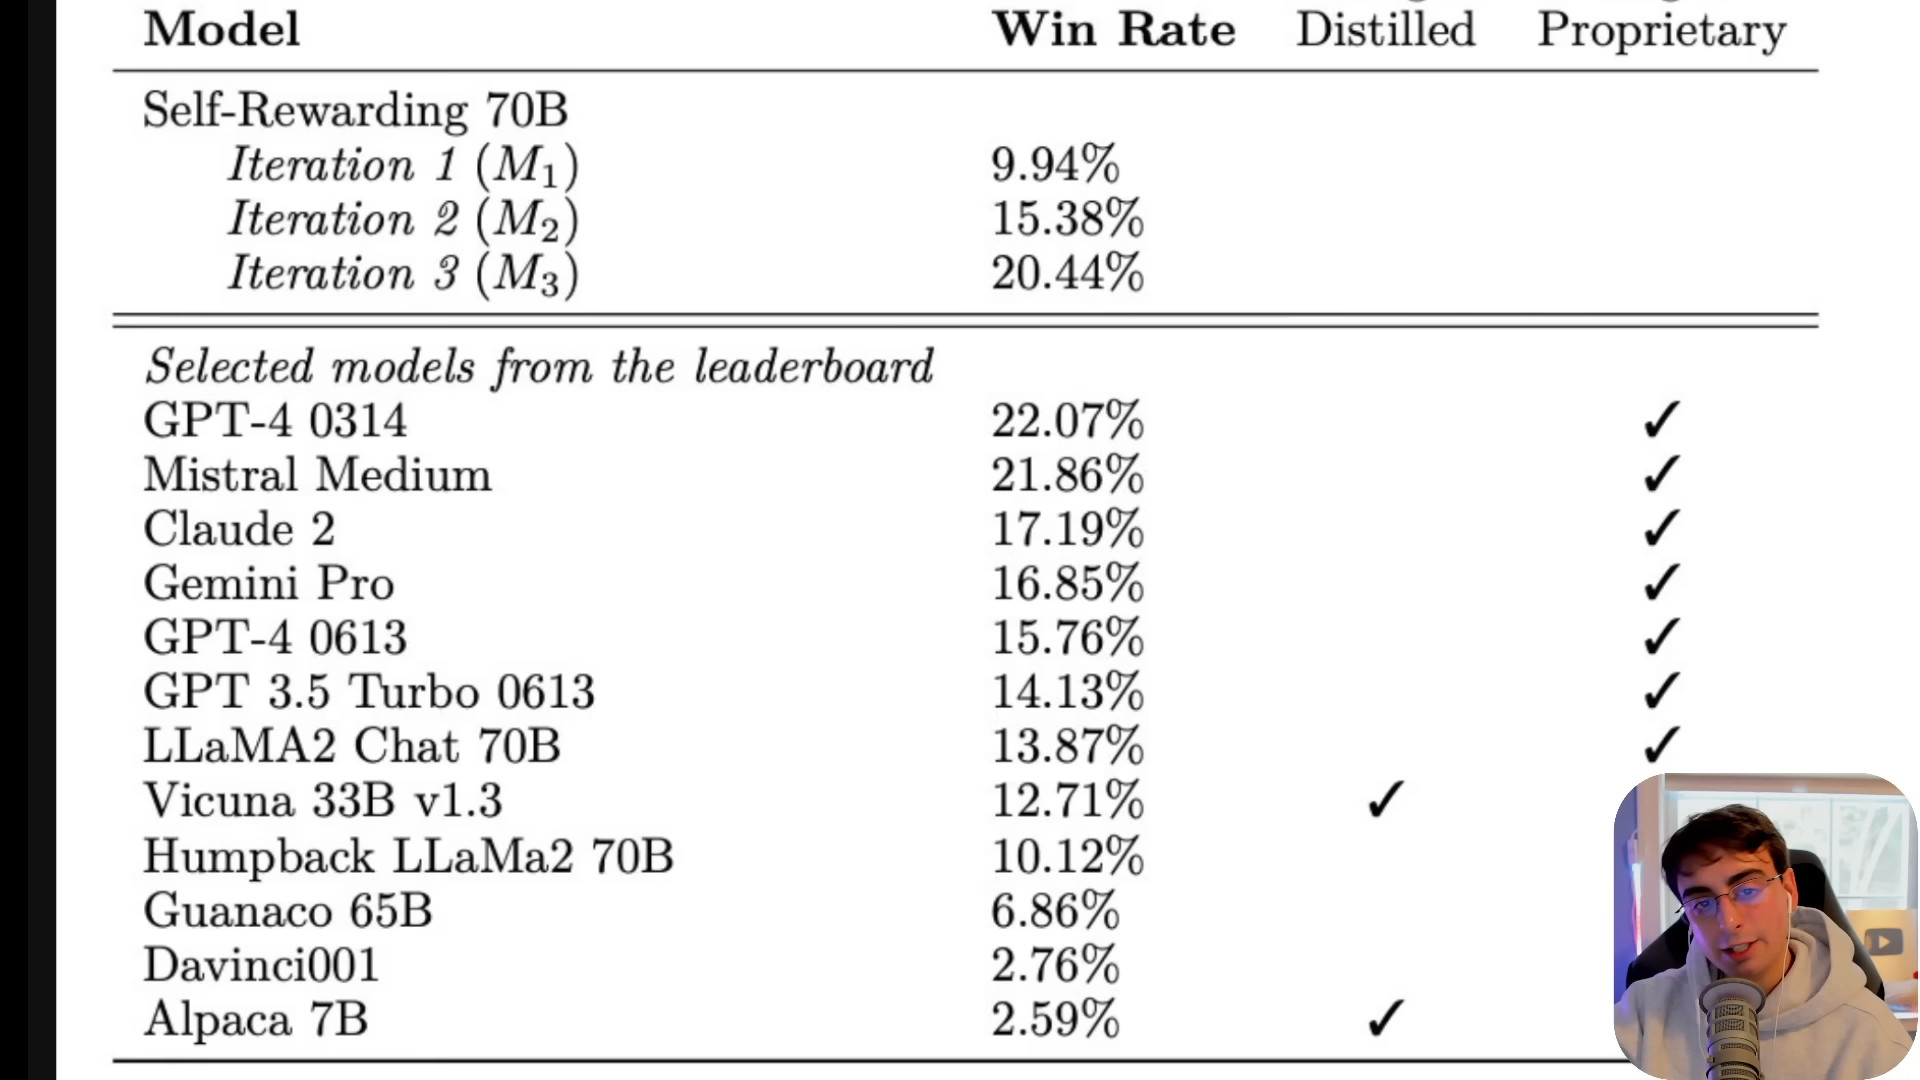 Model Win Rate Distilled Proprietary
Self-Rewarding 70B
Iteration 1 (M₁) 9.94%
Iteration 2 (M₂) 15.38%
Iteration 3 (M₃) 20.44%
Selected models from the leaderboard
GPT-4 0314 22.07% ✓
Mistral Medium 21.86% ✓
Claude 2 17.19% ✓
Gemini Pro 16.85% ✓
GPT-4 0613 15.76% ✓
GPT 3.5 Turbo 0613 14.13% ✓
LLaMA2 Chat 70B 13.87% ✓
Vicuna 33B v1.3 12.71% ✓
Humpback LLaMa2 70B 10.12%
Guanaco 65B 6.86%
Davinci001 2.76%
Alpaca 7B 2.59% ✓